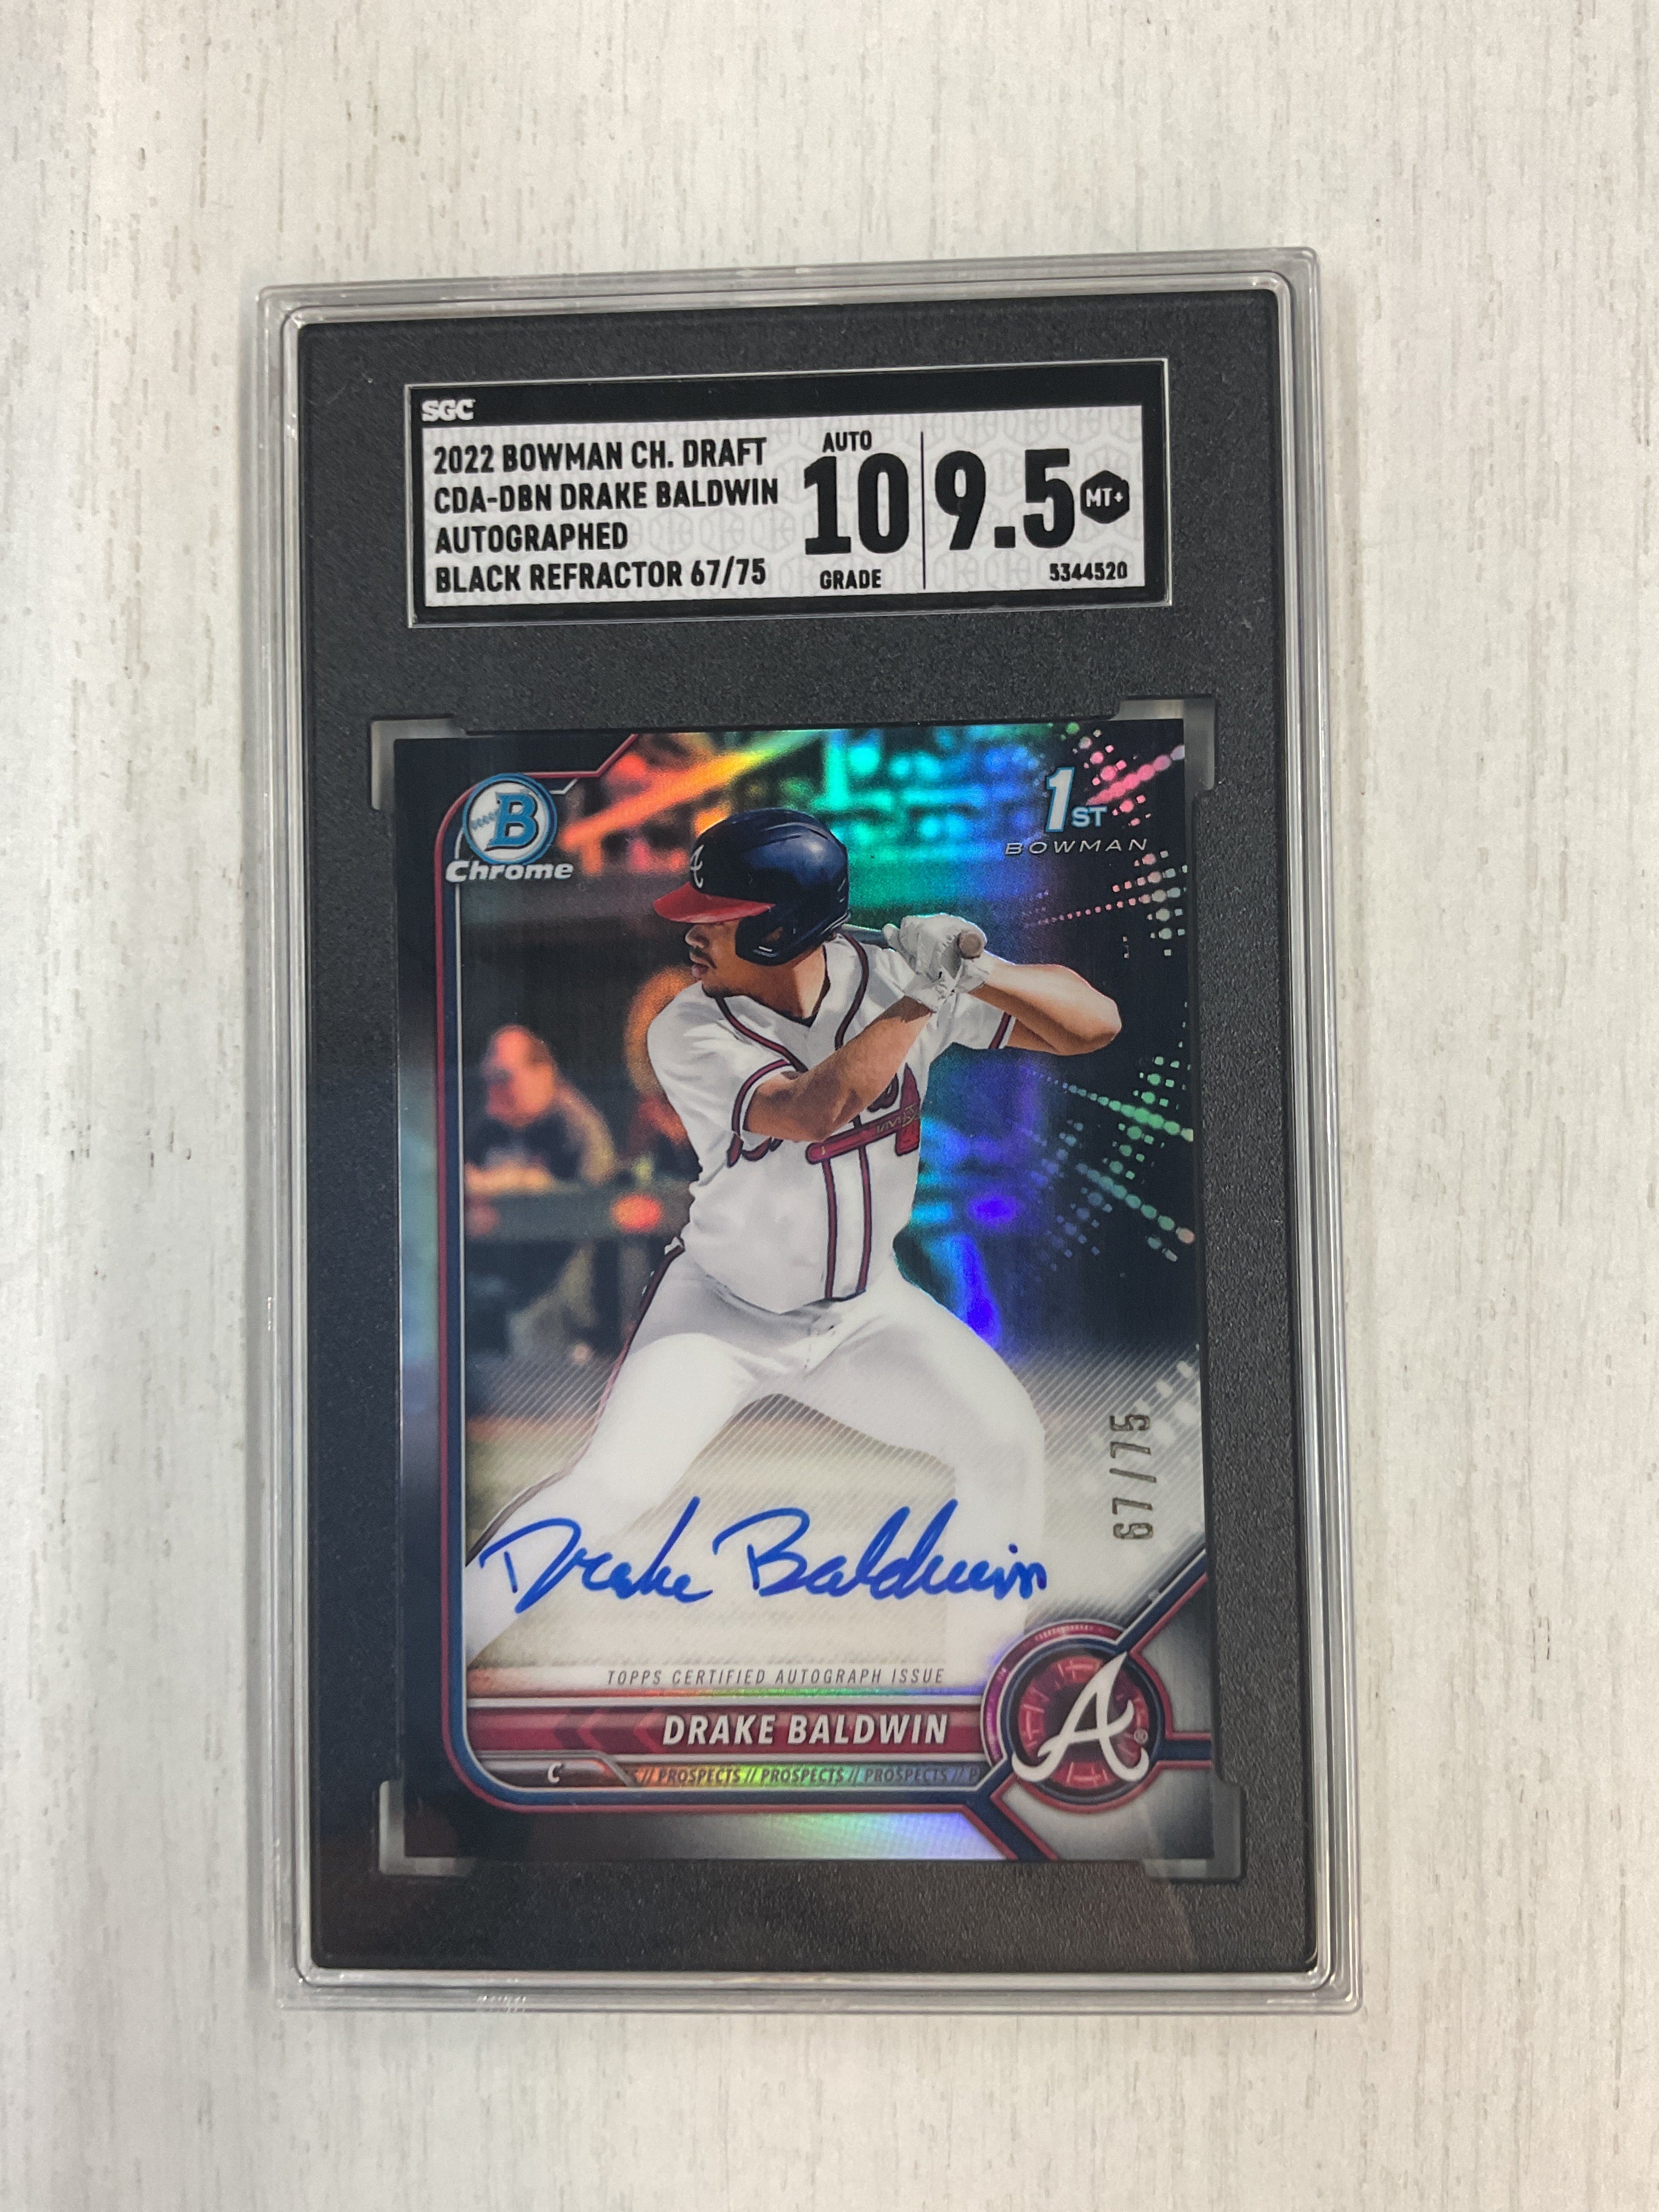 SGC
2022 BOWMAN CH. DRAFT
CDA-DBN DRAKE BALDWIN
AUTOGRAPHED
BLACK REFRACTOR 67/75
AUTO
10
GRADE
9.5 MT+
5344520
B
Chrome
1ST
BOWMAN
A
67/75
Drake Baldwin
TOPPS CERTIFIED AUTOGRAPH ISSUE
DRAKE BALDWIN
A®
C
// PROSPECTS // PROSPECTS // PROSPECTS // P